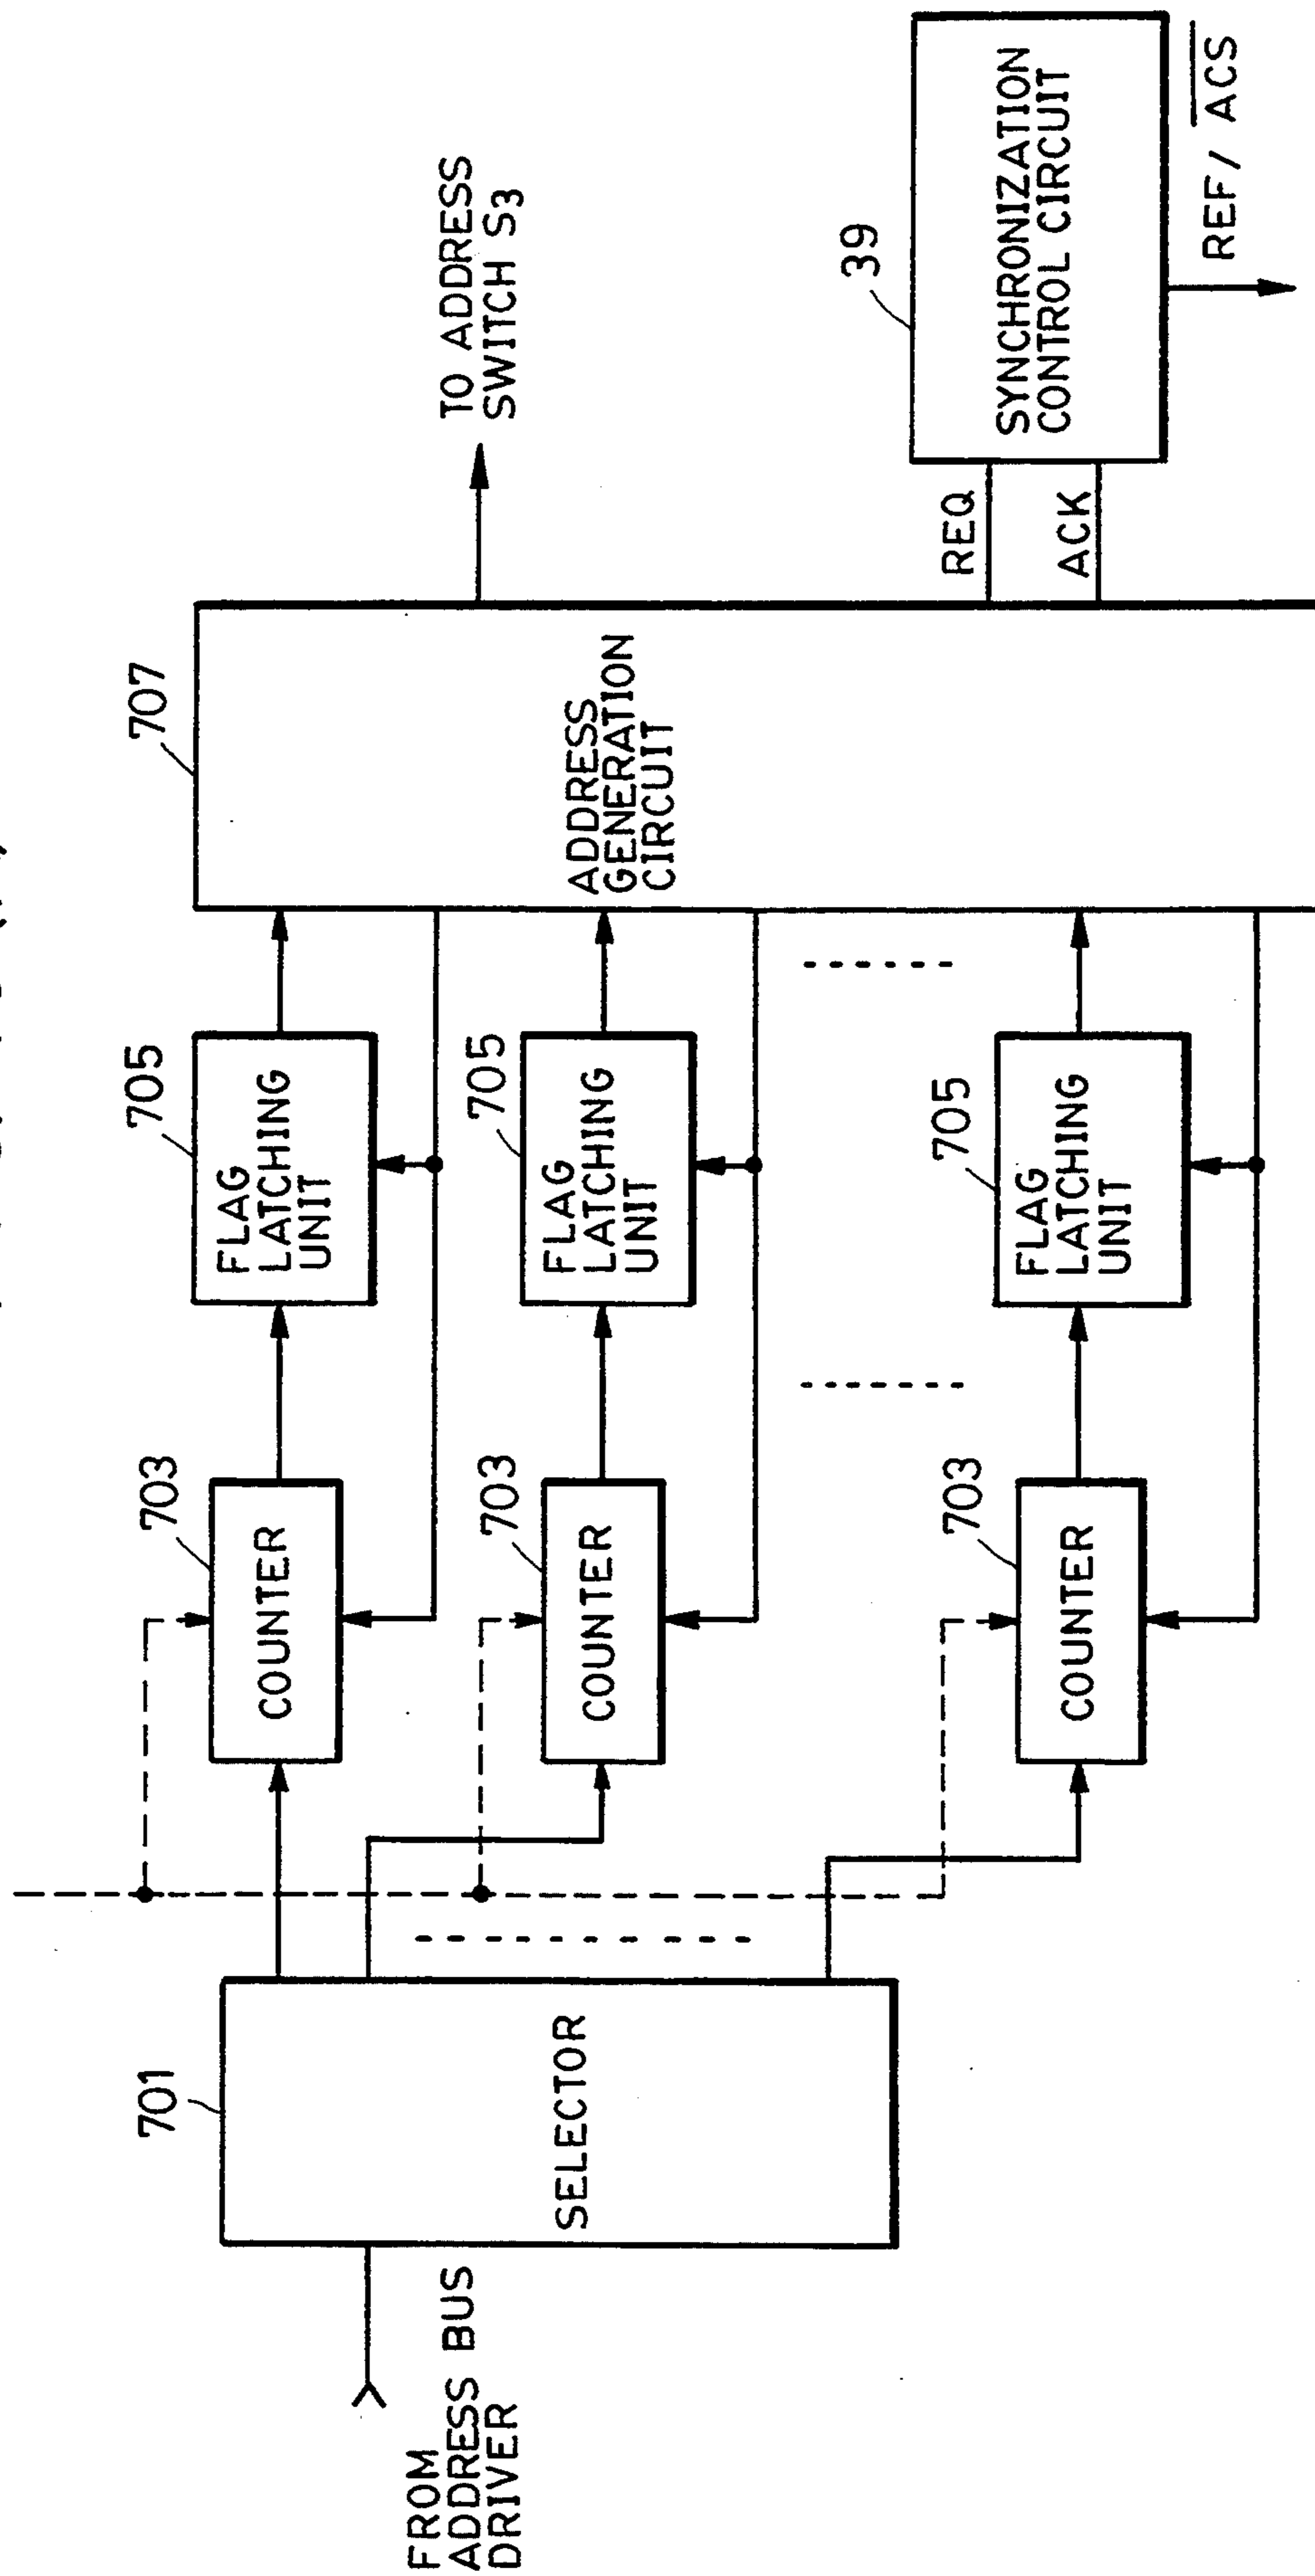 FROM
ADDRESS BUS
DRIVER
701
SELECTOR
703
COUNTER
703
COUNTER
703
COUNTER
705
FLAG
LATCHING
UNIT
705
FLAG
LATCHING
UNIT
705
FLAG
LATCHING
UNIT
707
ADDRESS
GENERATION
CIRCUIT
TO ADDRESS
SWITCH S3
REQ
ACK
39
SYNCHRONIZATION
CONTROL CIRCUIT
REF/ ACS